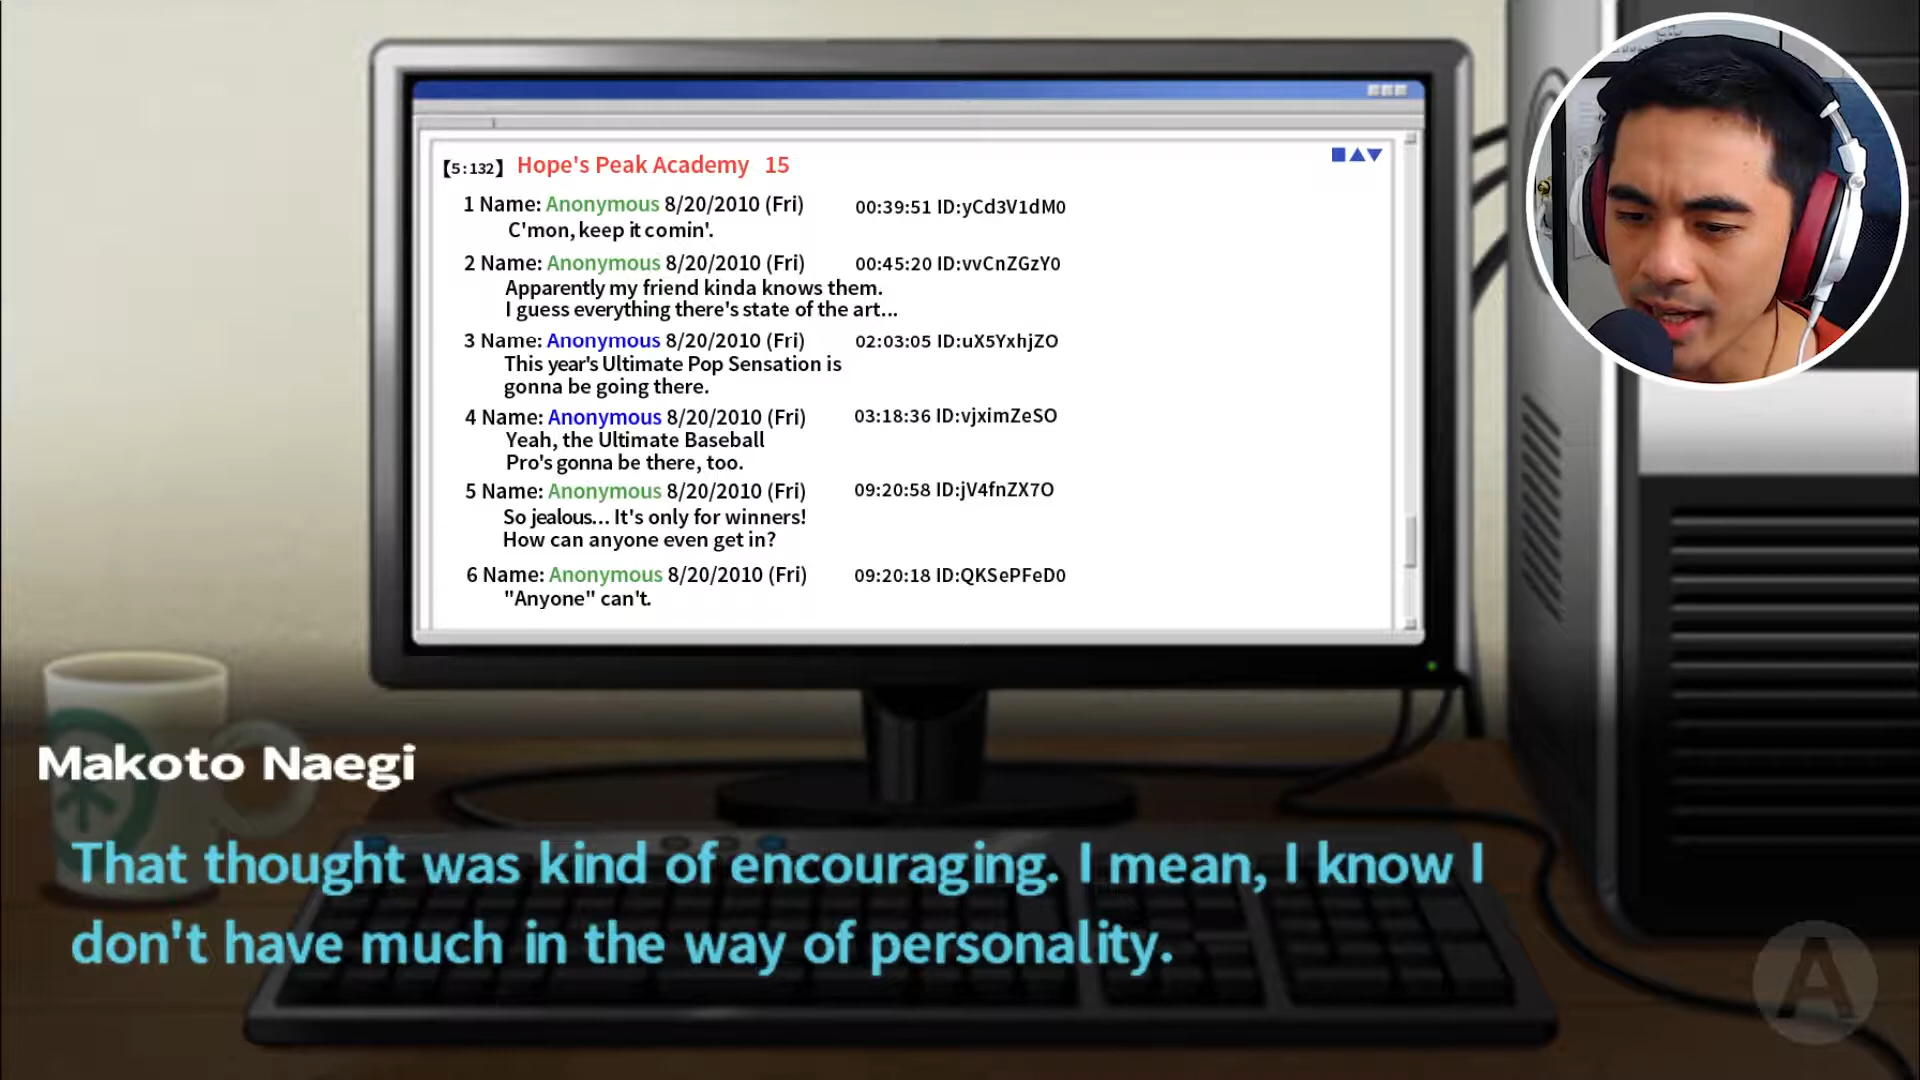 【5:132】 Hope's Peak Academy 15
1 Name: Anonymous 8/20/2010 (Fri) 00:39:51 ID:yCd3V1dM0
C'mon, keep it comin'.
2 Name: Anonymous 8/20/2010 (Fri) 00:45:20 ID:vvCnZGzY0
Apparently my friend kinda knows them.
I guess everything there's state of the art...
3 Name: Anonymous 8/20/2010 (Fri) 02:03:05 ID:uX5YxhjZO
This year's Ultimate Pop Sensation is
gonna be going there.
4 Name: Anonymous 8/20/2010 (Fri) 03:18:36 ID:vjximZeSO
Yeah, the Ultimate Baseball
Pro's gonna be there, too.
5 Name: Anonymous 8/20/2010 (Fri) 09:20:58 ID:jV4fnZX7O
So jealous... It's only for winners!
How can anyone even get in?
6 Name: Anonymous 8/20/2010 (Fri) 09:20:18 ID:QKSePFeD0
"Anyone" can't.
Makoto Naegi
That thought was kind of encouraging. I mean, I know I
don't have much in the way of personality.
A